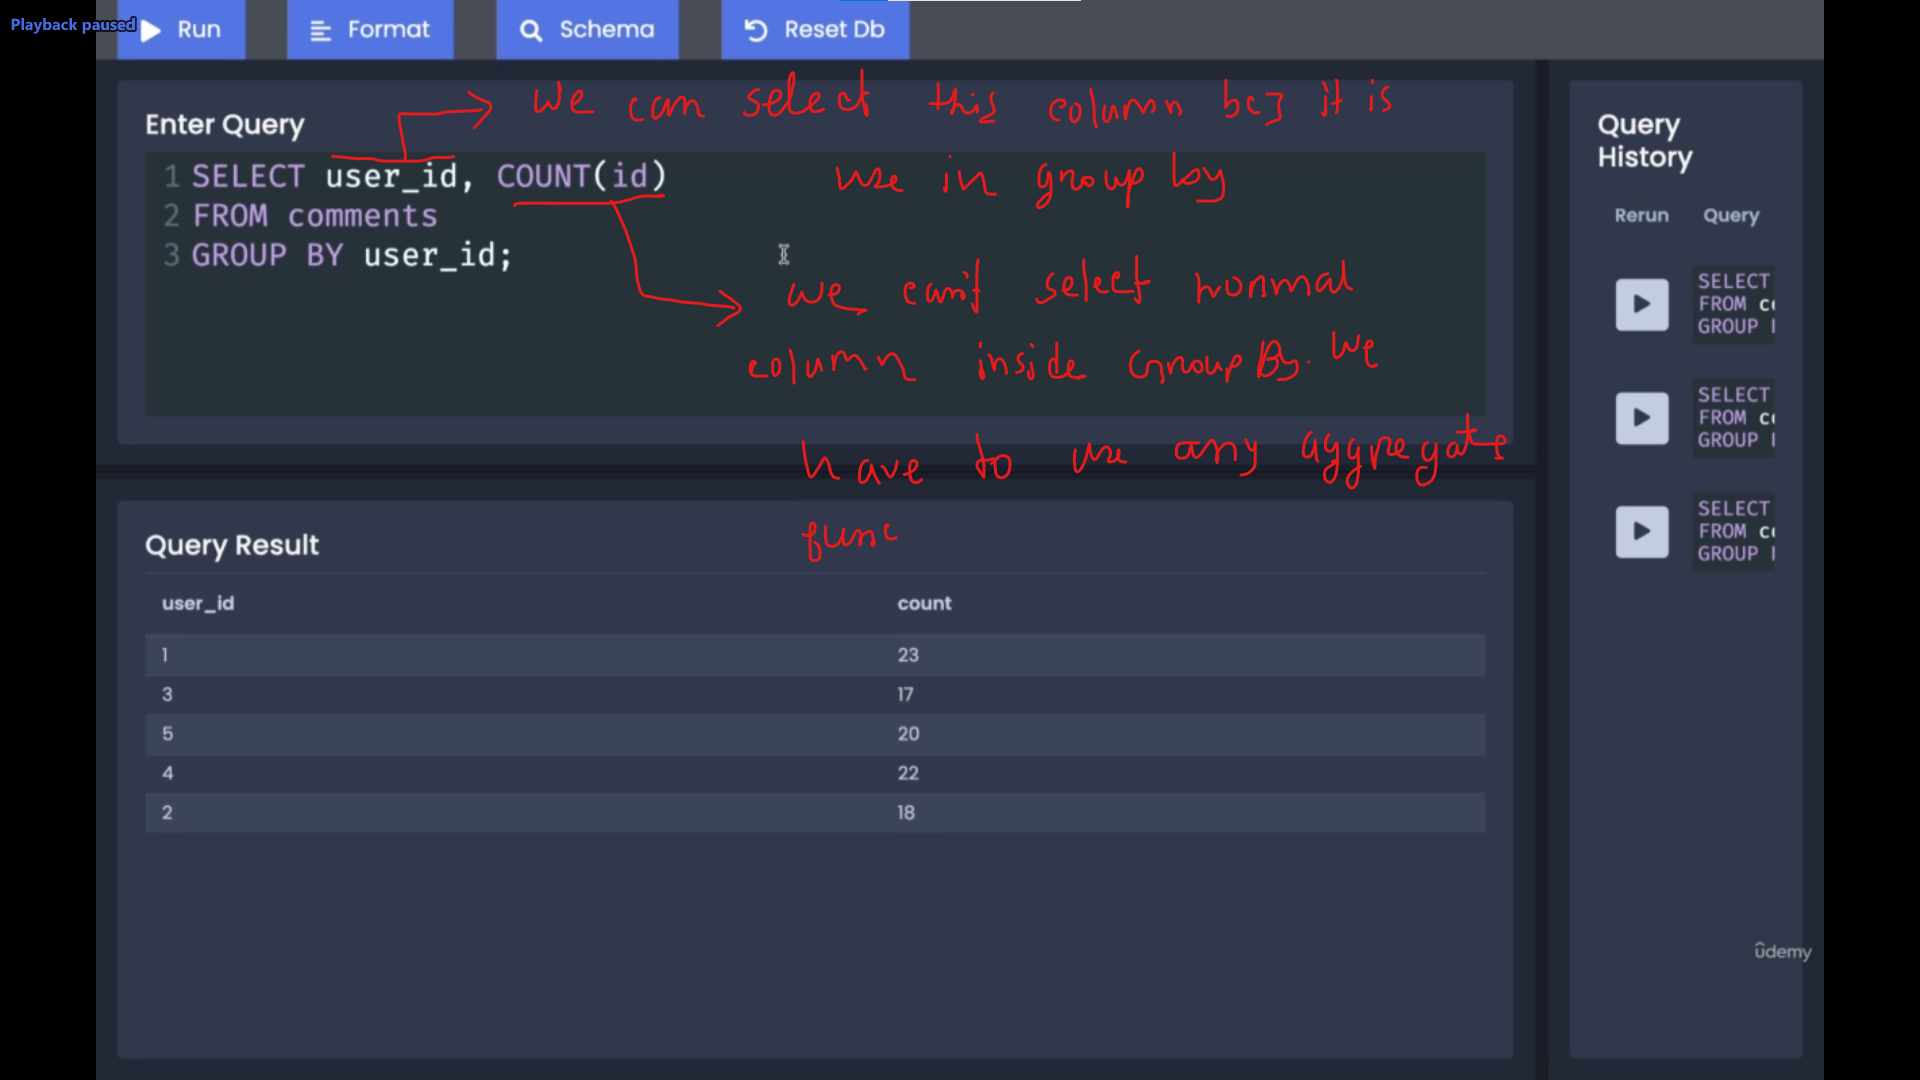 Playback paused
Run Format Schema Reset Db
We can select this column bcz it is
use in group by
Enter Query
1 SELECT user_id, COUNT(id)
2 FROM comments
3 GROUP BY user_id;
we can't select normal
column inside Group By. We
have to use any aggregate
func
Query Result
user_id count
1 23
3 17
5 20
4 22
2 18
Query
History
Rerun Query
SELECT
FROM c
GROUP
SELECT
FROM c
GROUP
SELECT
FROM c
GROUP
ûdemy